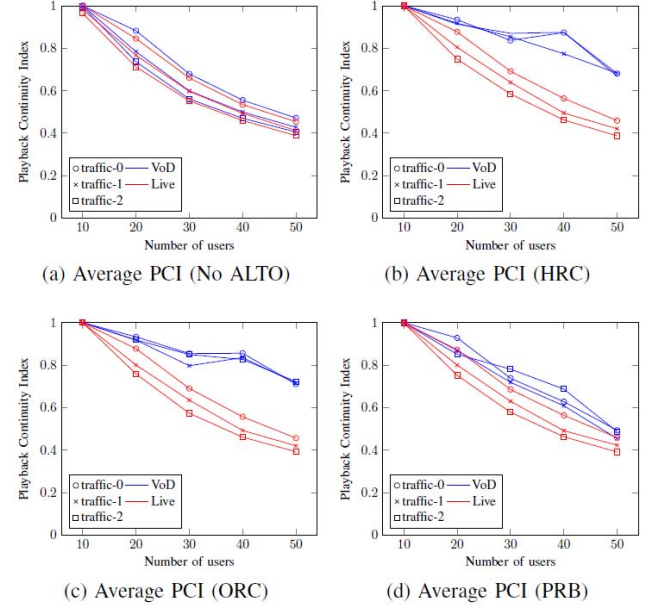 Playback Continuity Index
1
0.8
0.6
0.4
0.2
0
traffic-0 VoD
traffic-1 Live
traffic-2
10 20 30 40 50
Number of users
(a) Average PCI (No ALTO)
Playback Continuity Index
1
0.8
0.6
0.4
0.2
0
traffic-0 VoD
traffic-1 Live
traffic-2
10 20 30 40 50
Number of users
(b) Average PCI (HRC)
Playback Continuity Index
1
0.8
0.6
0.4
0.2
0
traffic-0 VoD
traffic-1 Live
traffic-2
10 20 30 40 50
Number of users
(c) Average PCI (ORC)
Playback Continuity Index
1
0.8
0.6
0.4
0.2
0
traffic-0 VoD
traffic-1 Live
traffic-2
10 20 30 40 50
Number of users
(d) Average PCI (PRB)